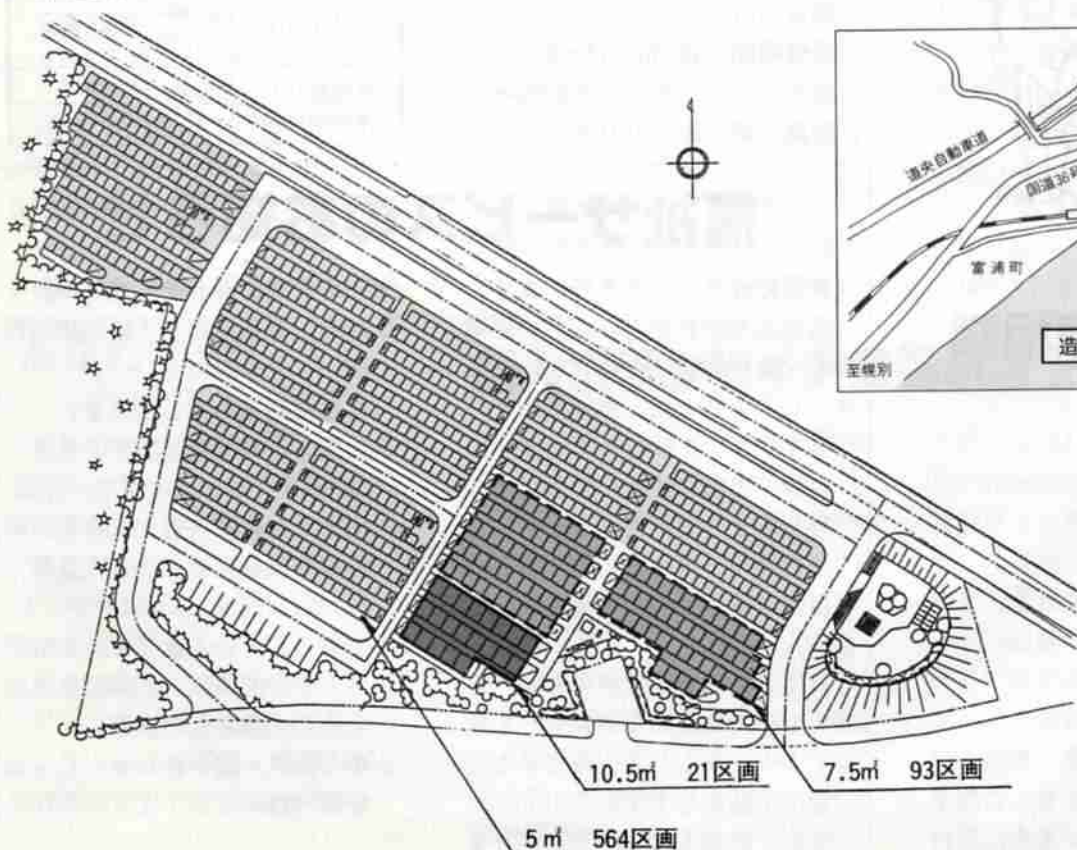 道央自動車道
国道36号
富浦町
造
至幌別
10.5㎡ 21区画
7.5㎡ 93区画
5㎡ 564区画